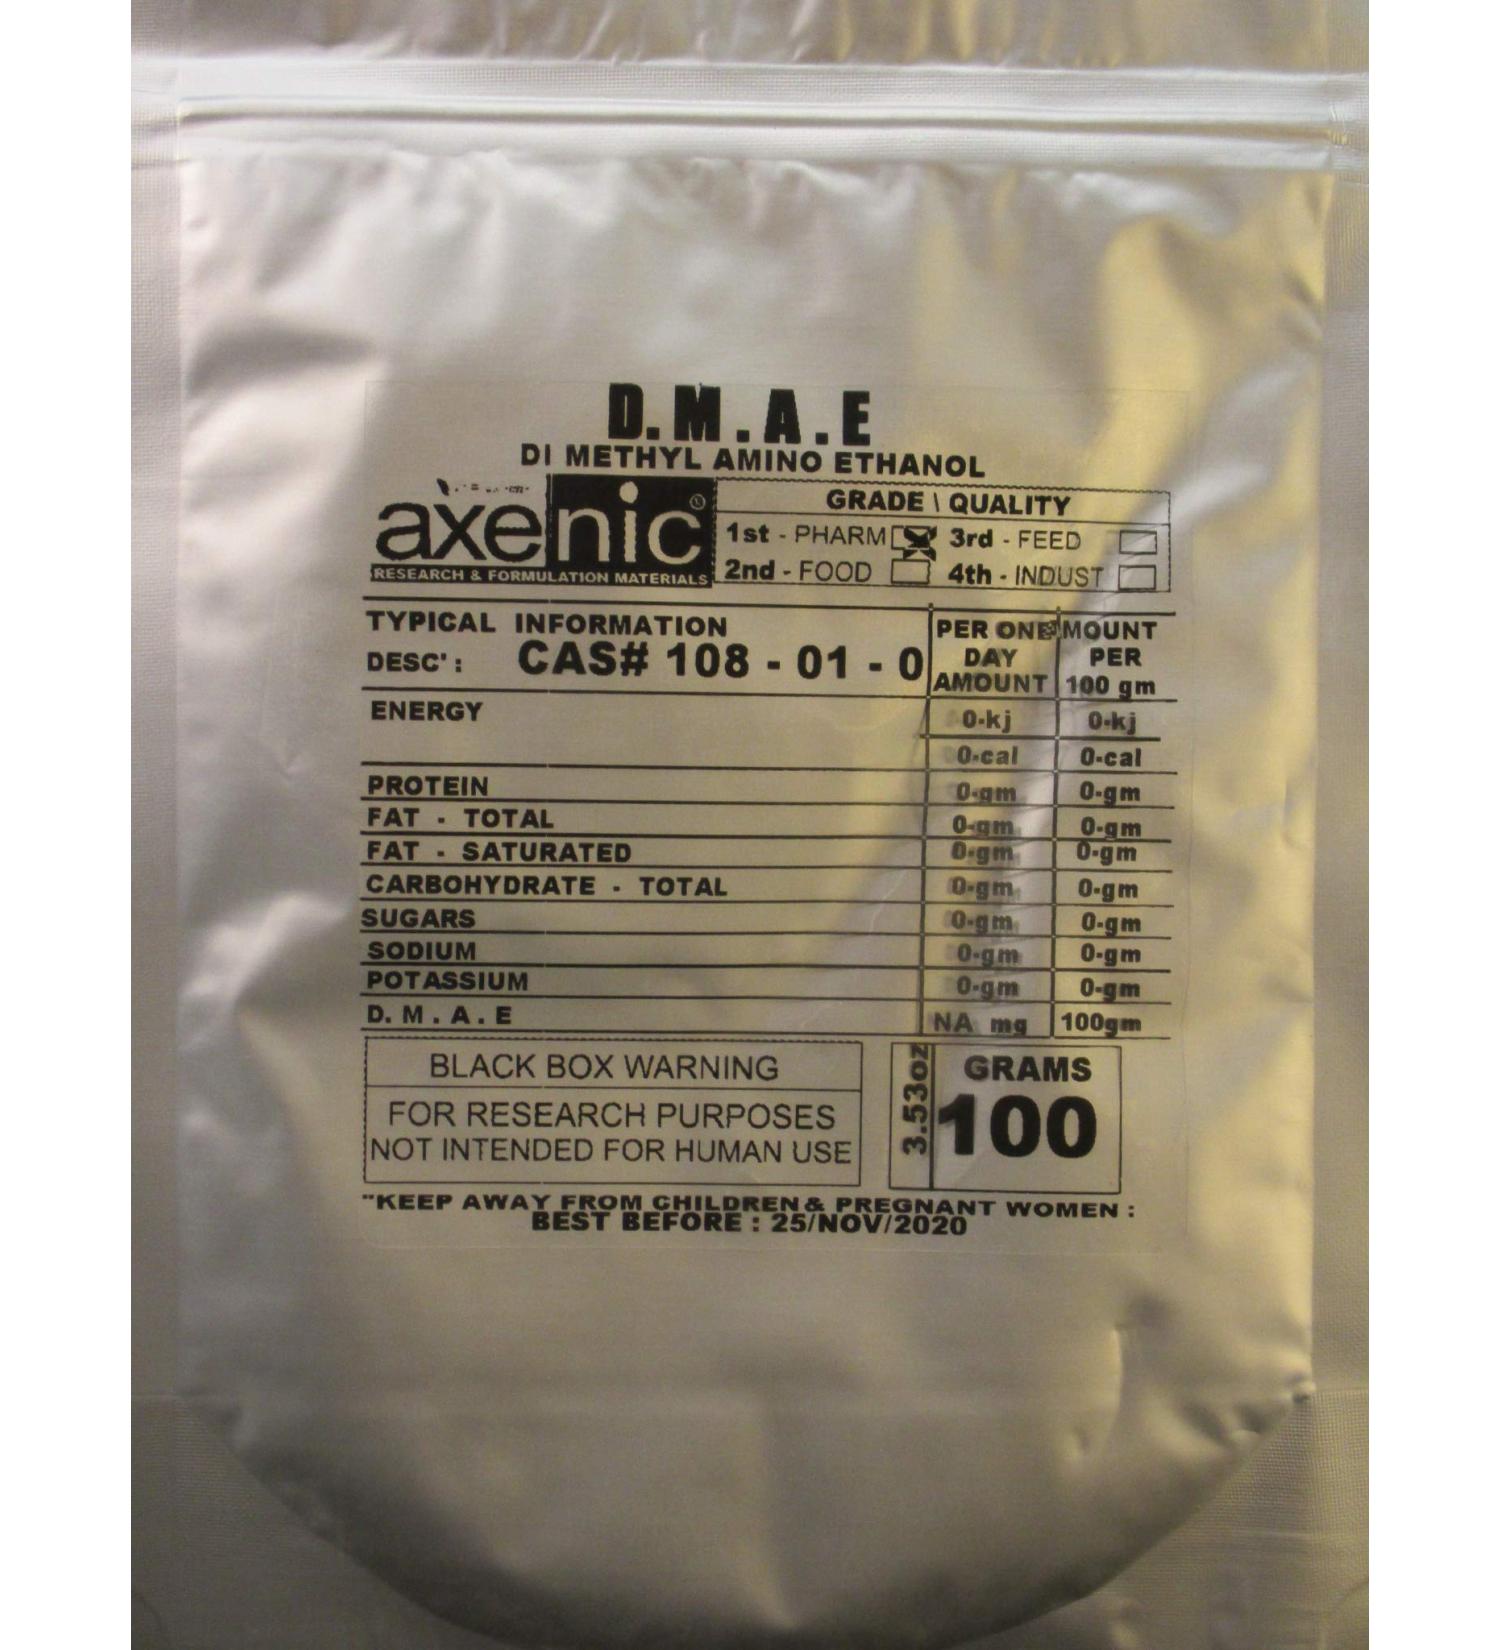 D.M.A.E
DI METHYL AMINO ETHANOL
axenic
RESEARCH & FORMULATION MATERIALS
GRADE \ QUALITY
1st - PHARM 3rd - FEED
2nd - FOOD 4th - INDUST
TYPICAL INFORMATION
DESC' : CAS# 108 - 01 - 0
PER ONE DAY AMOUNT
MOUNT PER 100 gm
ENERGY 0-kj 0-kj
0-cal 0-cal
PROTEIN 0-gm 0-gm
FAT - TOTAL 0-gm 0-gm
FAT - SATURATED 0-gm 0-gm
CARBOHYDRATE - TOTAL 0-gm 0-gm
SUGARS 0-gm 0-gm
SODIUM 0-gm 0-gm
POTASSIUM 0-gm 0-gm
D.M.A.E NA mg 100gm
BLACK BOX WARNING
FOR RESEARCH PURPOSES
NOT INTENDED FOR HUMAN USE
3.53oz
GRAMS
100
"KEEP AWAY FROM CHILDREN & PREGNANT WOMEN :
BEST BEFORE : 25/NOV/2020